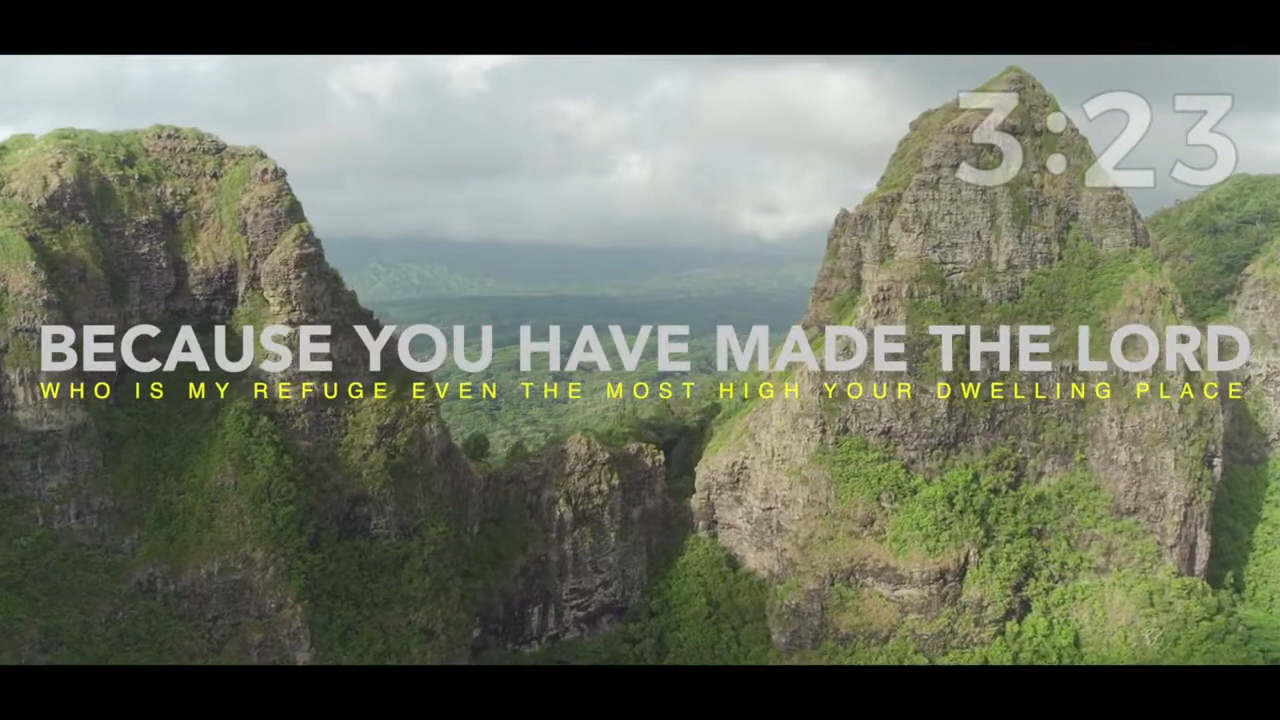 3:23
BECAUSE YOU HAVE MADE THE LORD
WHO IS MY REFUGE EVEN THE MOST HIGH YOUR DWELLING PLACE